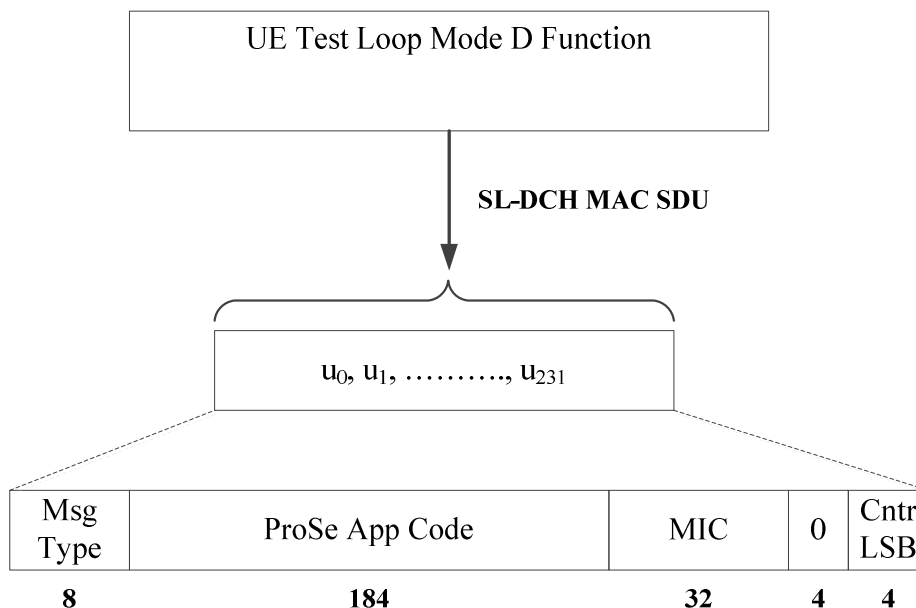 UE Test Loop Mode D Function
SL-DCH MAC SDU
u₀, u₁, ………., u₂₃₁
Msg Type
ProSe App Code
MIC
0
Cntr LSB
8
184
32
4
4